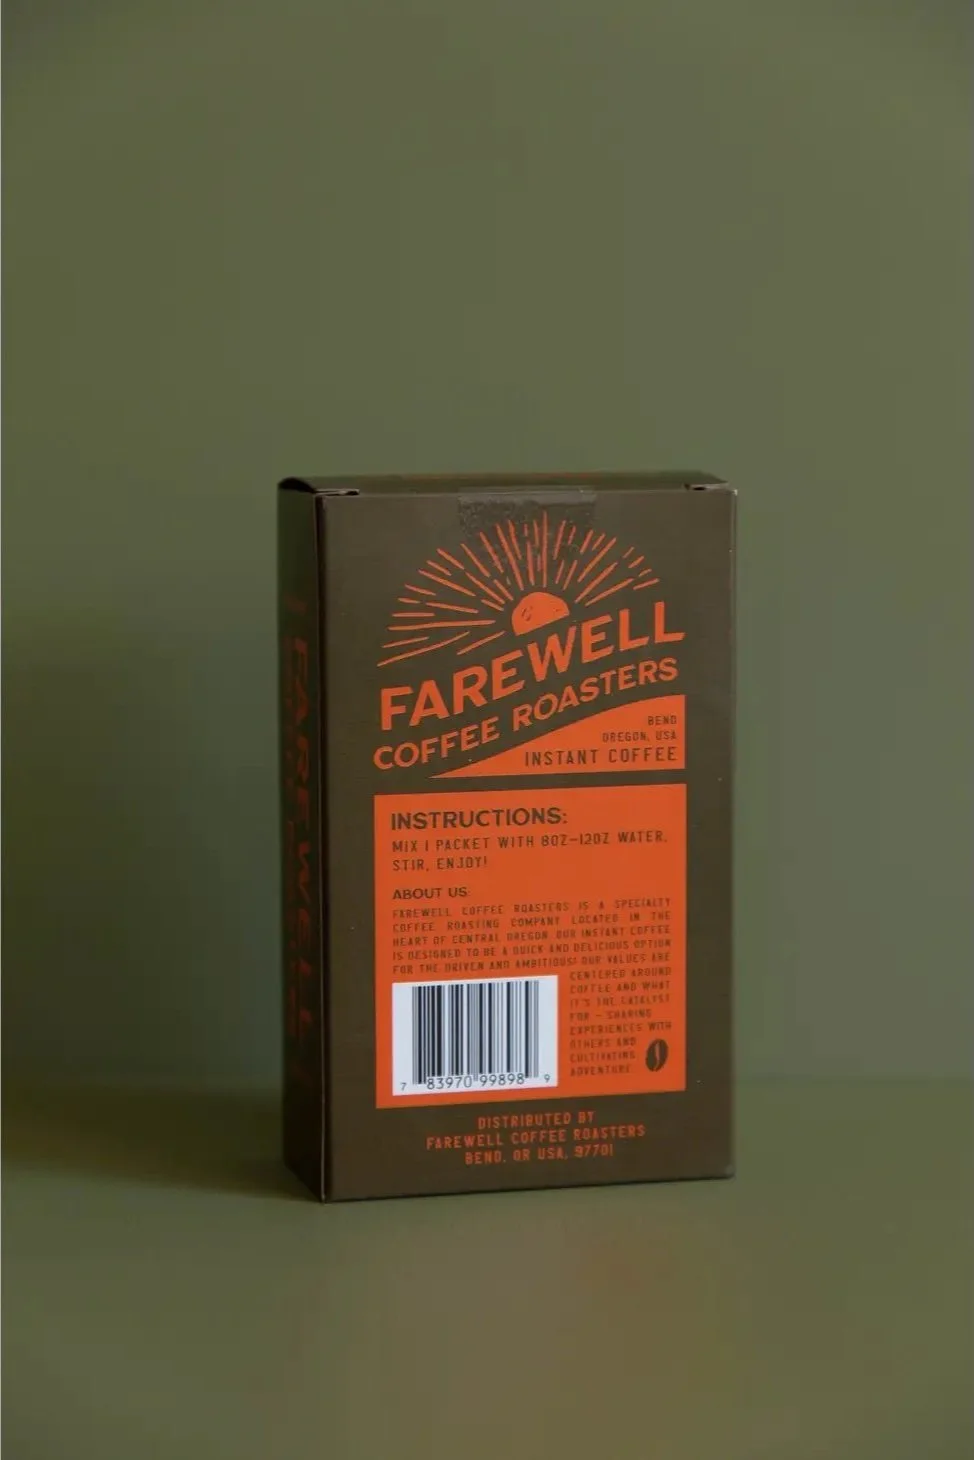 FAREWELL
COFFEE ROASTERS
BEND
OREGON, USA
INSTANT COFFEE
INSTRUCTIONS:
MIX 1 PACKET WITH 8OZ-12OZ WATER,
STIR, ENJOY!
ABOUT US:
FAREWELL COFFEE ROASTERS IS A SPECIALTY
COFFEE ROASTING COMPANY LOCATED IN THE
HEART OF CENTRAL OREGON. OUR INSTANT COFFEE
IS DESIGNED TO BE A QUICK AND DELICIOUS OPTION
FOR THE DRIVEN AND AMBITIOUS! OUR VALUES ARE
CENTERED AROUND
COFFEE AND WHAT
IT'S THE CATALYST
FOR - SHARING
EXPERIENCES WITH
OTHERS AND
CULTIVATING
ADVENTURE.
7 83970 99898 9
DISTRIBUTED BY
FAREWELL COFFEE ROASTERS
BEND, OR USA, 97701
FAREWELL